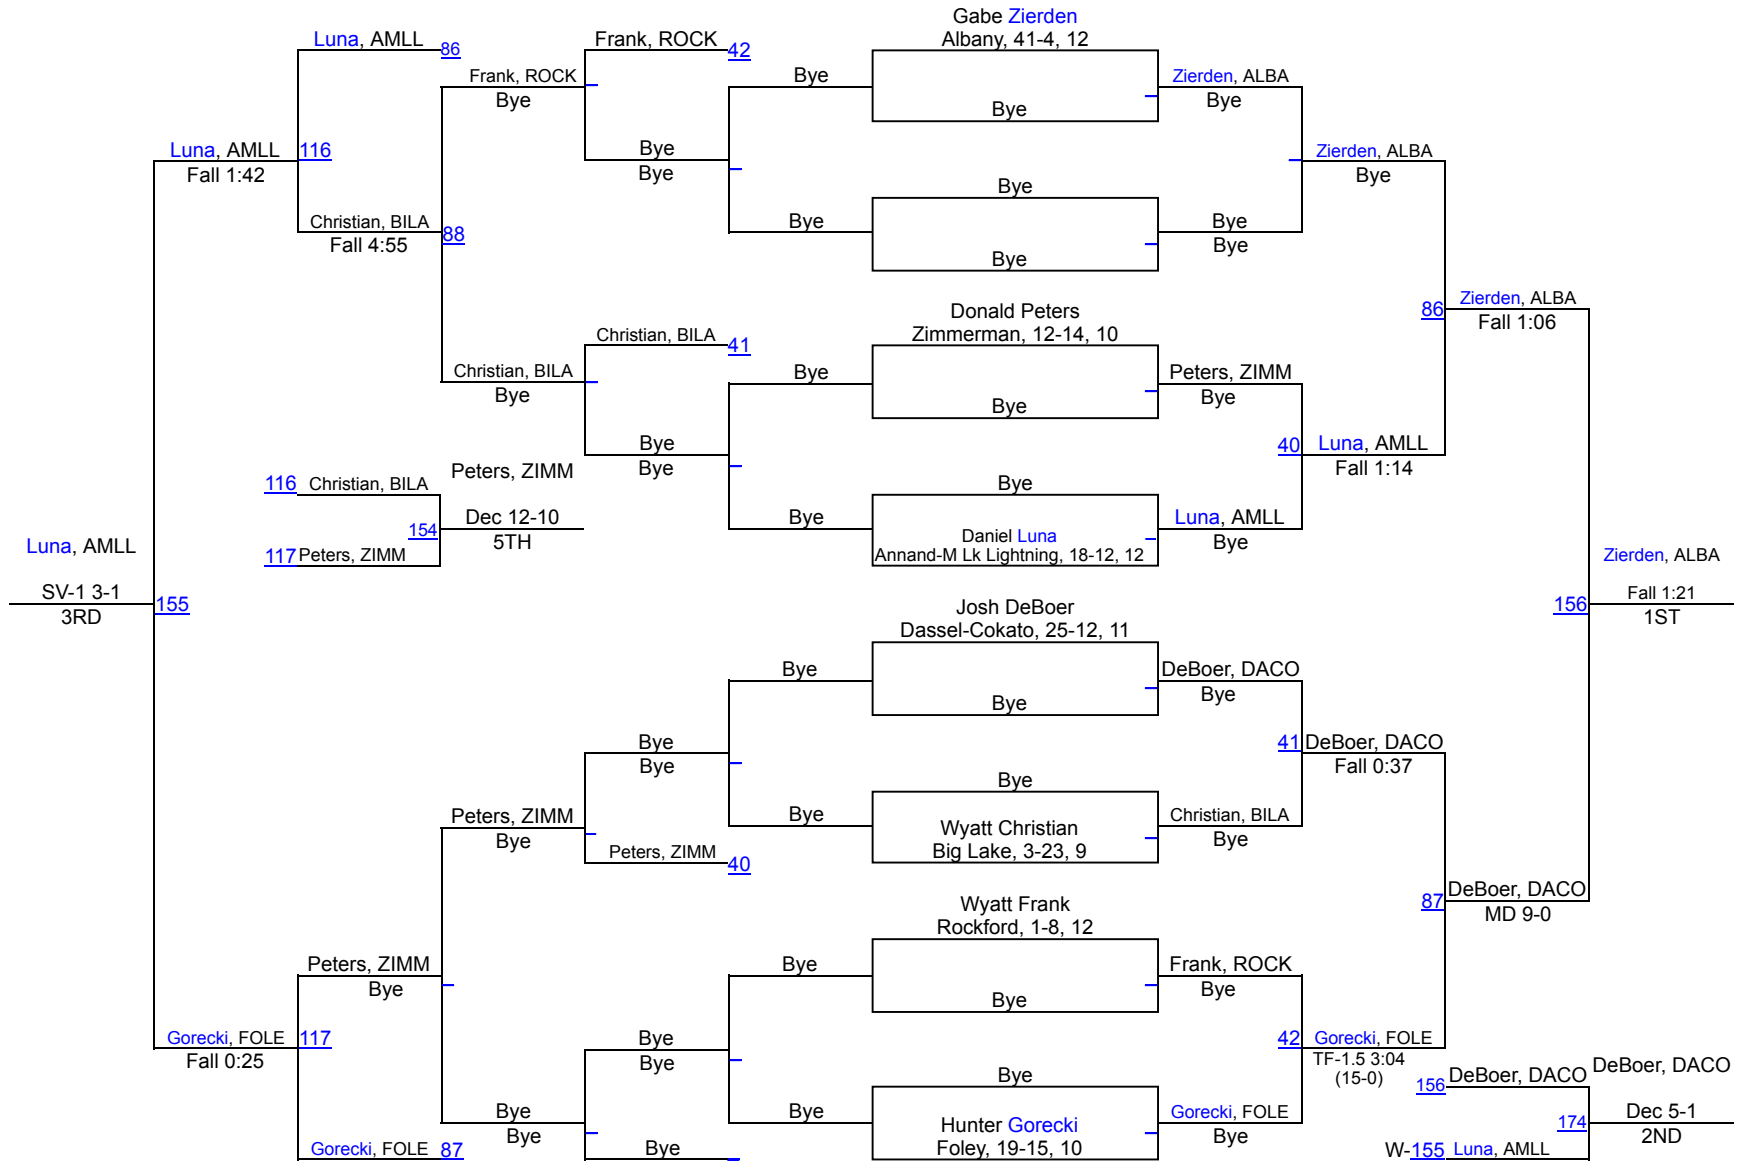 Gabe Zierden
Albany, 41-4, 12
Luna, AMLL
86
Frank, ROCK
42
Frank, ROCK
Bye
Bye
Bye
Zierden, ALBA
Bye
Luna, AMLL
116
Fall 1:42
Bye
Bye
Zierden, ALBA
Bye
Christian, BILA
88
Fall 4:55
Bye
Bye
Bye
Bye
Bye
Donald Peters
Zimmerman, 12-14, 10
86
Zierden, ALBA
Fall 1:06
Christian, BILA
41
Christian, BILA
Bye
Bye
Bye
Peters, ZIMM
Bye
Bye
Bye
40
Luna, AMLL
Fall 1:14
116
Christian, BILA
Peters, ZIMM
154
Dec 12-10
5TH
117
Peters, ZIMM
Bye
Bye
Daniel Luna
Annand-M Lk Lightning, 18-12, 12
Luna, AMLL
Bye
Luna, AMLL
SV-1 3-1
3RD
155
Zierden, ALBA
156
Fall 1:21
1ST
Josh DeBoer
Dassel-Cokato, 25-12, 11
Bye
Bye
DeBoer, DACO
Bye
Bye
Bye
41
DeBoer, DACO
Fall 0:37
Peters, ZIMM
Bye
Bye
Bye
Wyatt Christian
Big Lake, 3-23, 9
Christian, BILA
Bye
Peters, ZIMM
40
Wyatt Frank
Rockford, 1-8, 12
87
DeBoer, DACO
MD 9-0
Peters, ZIMM
Bye
Bye
Bye
Frank, ROCK
Bye
Gorecki, FOLE
117
Fall 0:25
Bye
Bye
42
Gorecki, FOLE
TF-1.5 3:04
(15-0)
Bye
Bye
Bye
Bye
Hunter Gorecki
Foley, 19-15, 10
Gorecki, FOLE
Bye
156
DeBoer, DACO
DeBoer, DACO
174
Dec 5-1
2ND
Gorecki, FOLE
87
Bye
W-155
Luna, AMLL